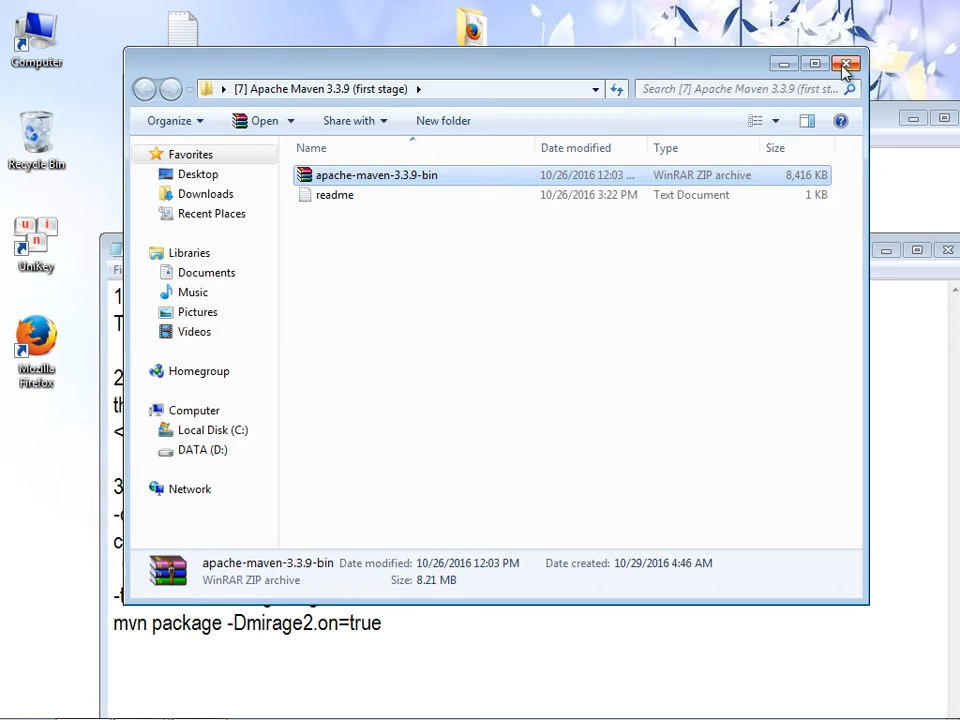 Computer
Recycle Bin
u i n
UniKey
Mozilla
Firefox
[7] Apache Maven 3.3.9 (first stage)
Search [7] Apache Maven 3.3.9 (first st...
Organize
Open
Share with
New folder
Name
Date modified
Type
Size
apache-maven-3.3.9-bin
10/26/2016 12:03 ...
WinRAR ZIP archive
8,416 KB
readme
10/26/2016 3:22 PM
Text Document
1 KB
Favorites
Desktop
Downloads
Recent Places
Libraries
Documents
Music
Pictures
Videos
Homegroup
Computer
Local Disk (C:)
DATA (D:)
Network
apache-maven-3.3.9-bin
Date modified: 10/26/2016 12:03 PM
Date created: 10/29/2016 4:46 AM
WinRAR ZIP archive
Size: 8.21 MB
1
T
2
th
<
3
mvn package -Dmirage2.on=true